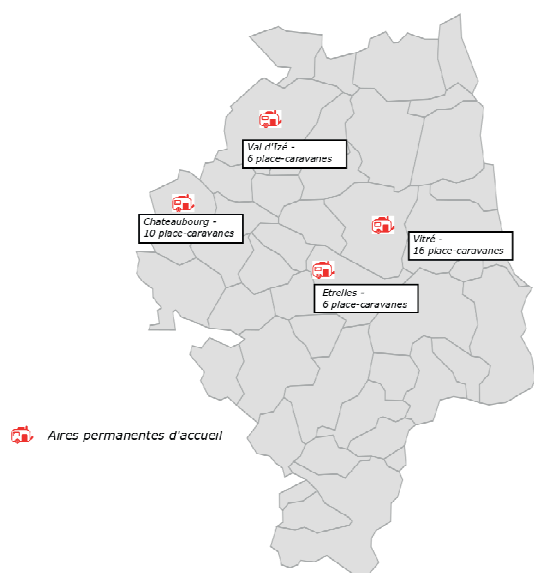 Val d'Izé -
6 place-caravanes
Chateaubourg -
10 place-caravanes
Vitré -
16 place-caravanes
Etrelles -
6 place-caravanes
Aires permanentes d'accueil